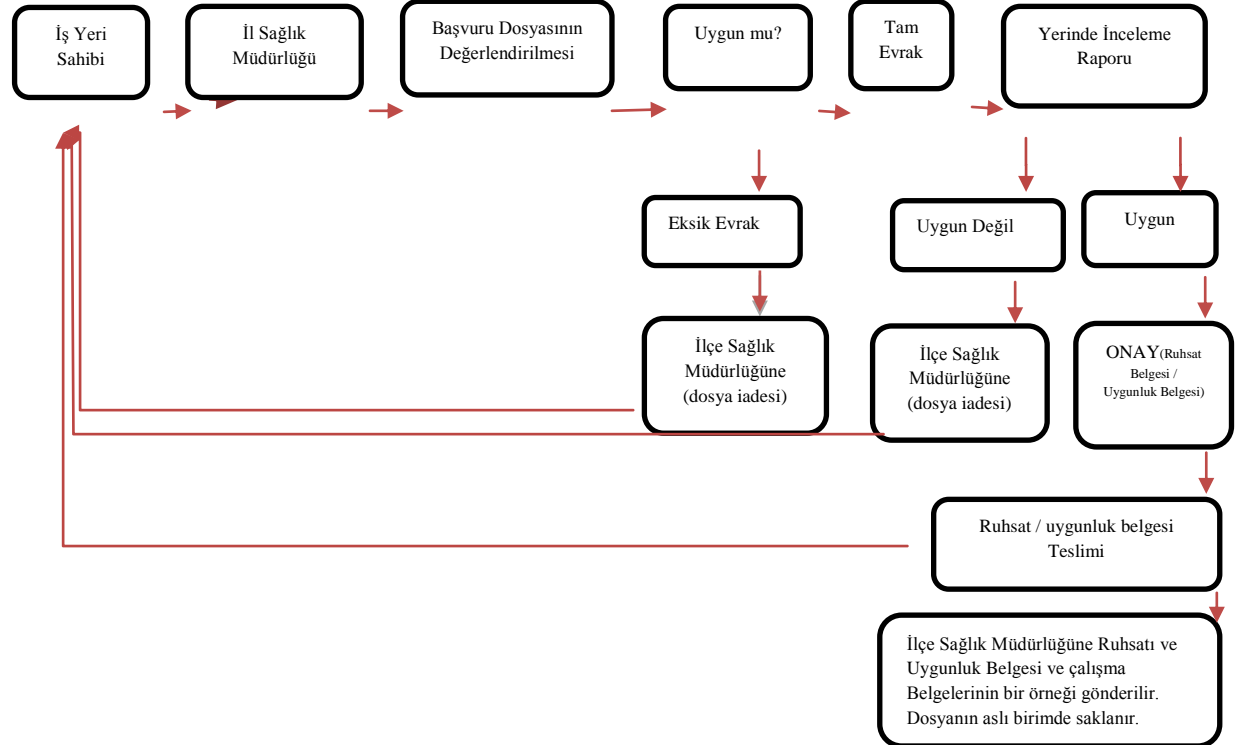 İş Yeri
Sahibi
İl Sağlık
Müdürlüğü
Başvuru Dosyasının
Değerlendirilmesi
Uygun mu?
Tam
Evrak
Yerinde İnceleme
Raporu
Eksik Evrak
Uygun Değil
Uygun
İlçe Sağlık
Müdürlüğüne
(dosya iadesi)
İlçe Sağlık
Müdürlüğüne
(dosya iadesi)
ONAY(Ruhsat
Belgesi /
Uygunluk Belgesi)
Ruhsat / uygunluk belgesi
Teslimi
İlçe Sağlık Müdürlüğüne Ruhsatı ve
Uygunluk Belgesi ve çalışma
Belgelerinin bir örneği gönderilir.
Dosyanın aslı birimde saklanır.